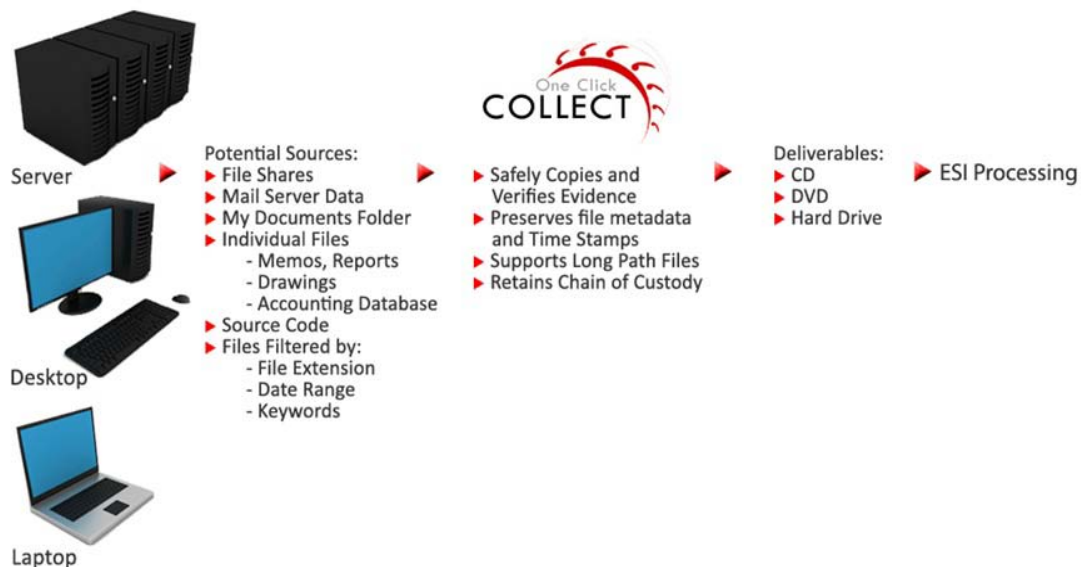 Server
Desktop
Laptop
Potential Sources:
File Shares
Mail Server Data
My Documents Folder
Individual Files
- Memos, Reports
- Drawings
- Accounting Database
Source Code
Files Filtered by:
- File Extension
- Date Range
- Keywords
One Click
COLLECT
Safely Copies and
Verifies Evidence
Preserves file metadata
and Time Stamps
Supports Long Path Files
Retains Chain of Custody
Deliverables:
CD
DVD
Hard Drive
ESI Processing